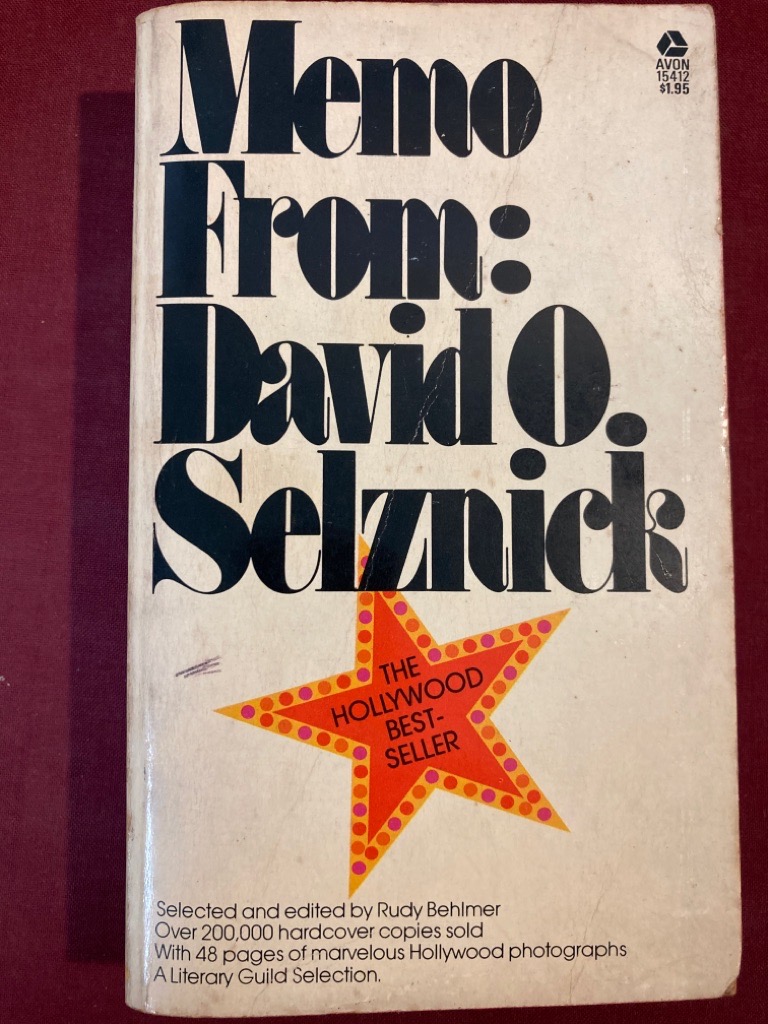 Memo
From:
David O.
Selznick
AVON
15412
$1.95
THE
HOLLYWOOD
BEST-
SELLER
Selected and edited by Rudy Behlmer
Over 200,000 hardcover copies sold
With 48 pages of marvelous Hollywood photographs
A Literary Guild Selection.